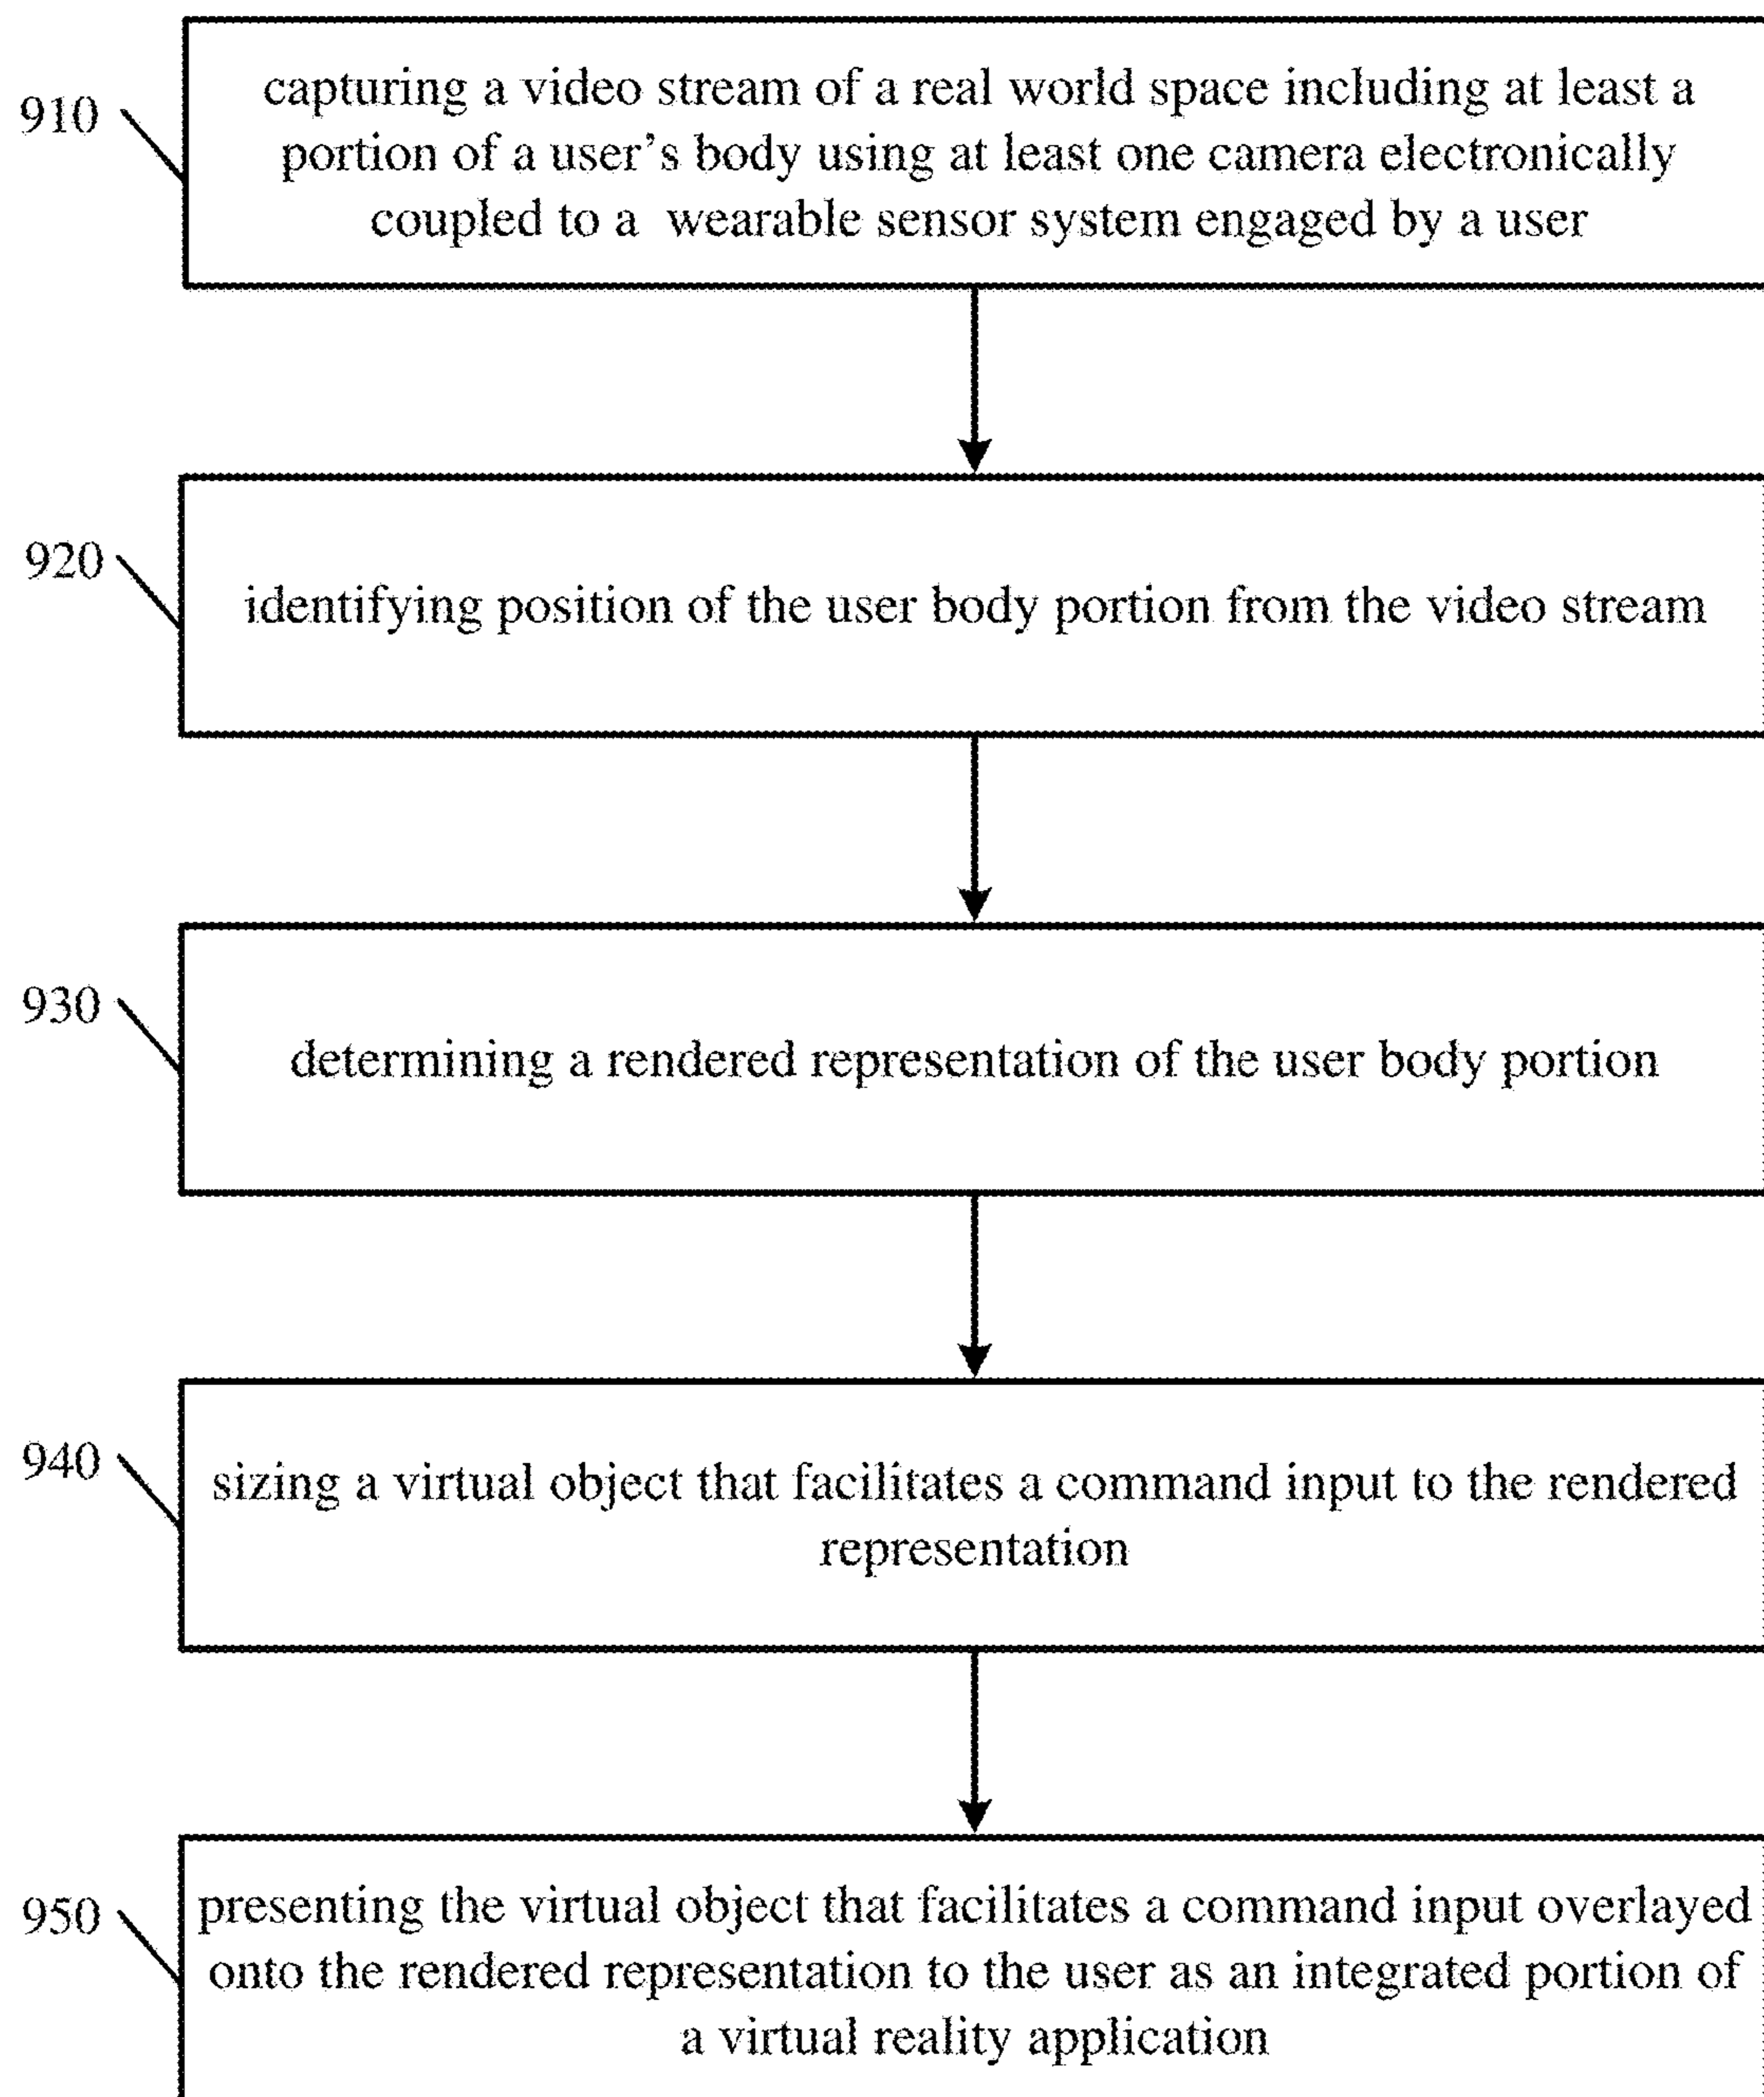 910
capturing a video stream of a real world space including at least a
portion of a user’s body using at least one camera electronically
coupled to a wearable sensor system engaged by a user
920
identifying position of the user body portion from the video stream
930
determining a rendered representation of the user body portion
940
sizing a virtual object that facilitates a command input to the rendered
representation
950
presenting the virtual object that facilitates a command input overlayed
onto the rendered representation to the user as an integrated portion of
a virtual reality application